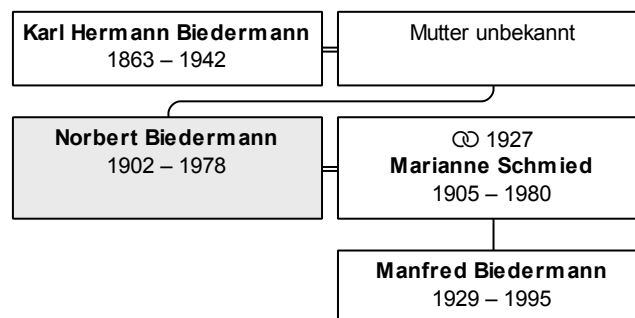 Karl Hermann Biedermann
1863 – 1942
Mutter unbekannt
Norbert Biedermann
1902 – 1978
⚭ 1927
Marianne Schmied
1905 – 1980
Manfred Biedermann
1929 – 1995